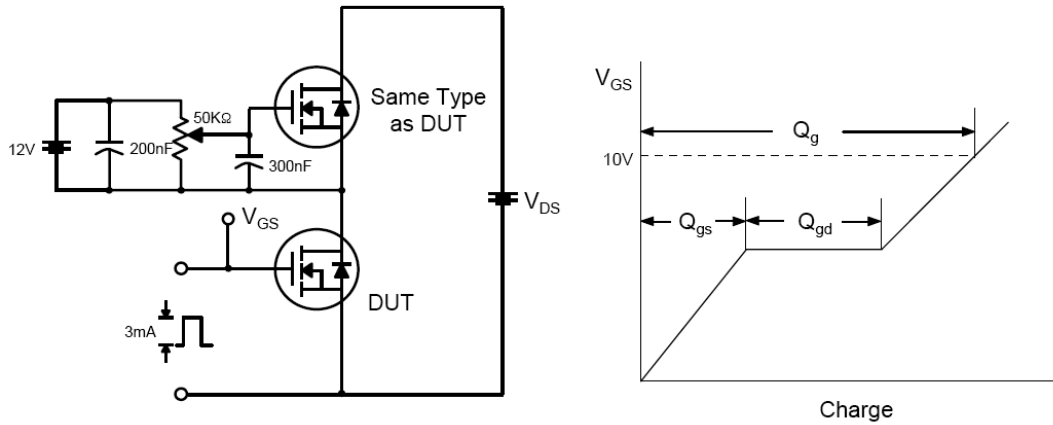 12V
200nF
50KΩ
300nF
Same Type
as DUT
V_GS
DUT
3mA
V_DS
V_GS
10V
Q_g
Q_gs
Q_gd
Charge